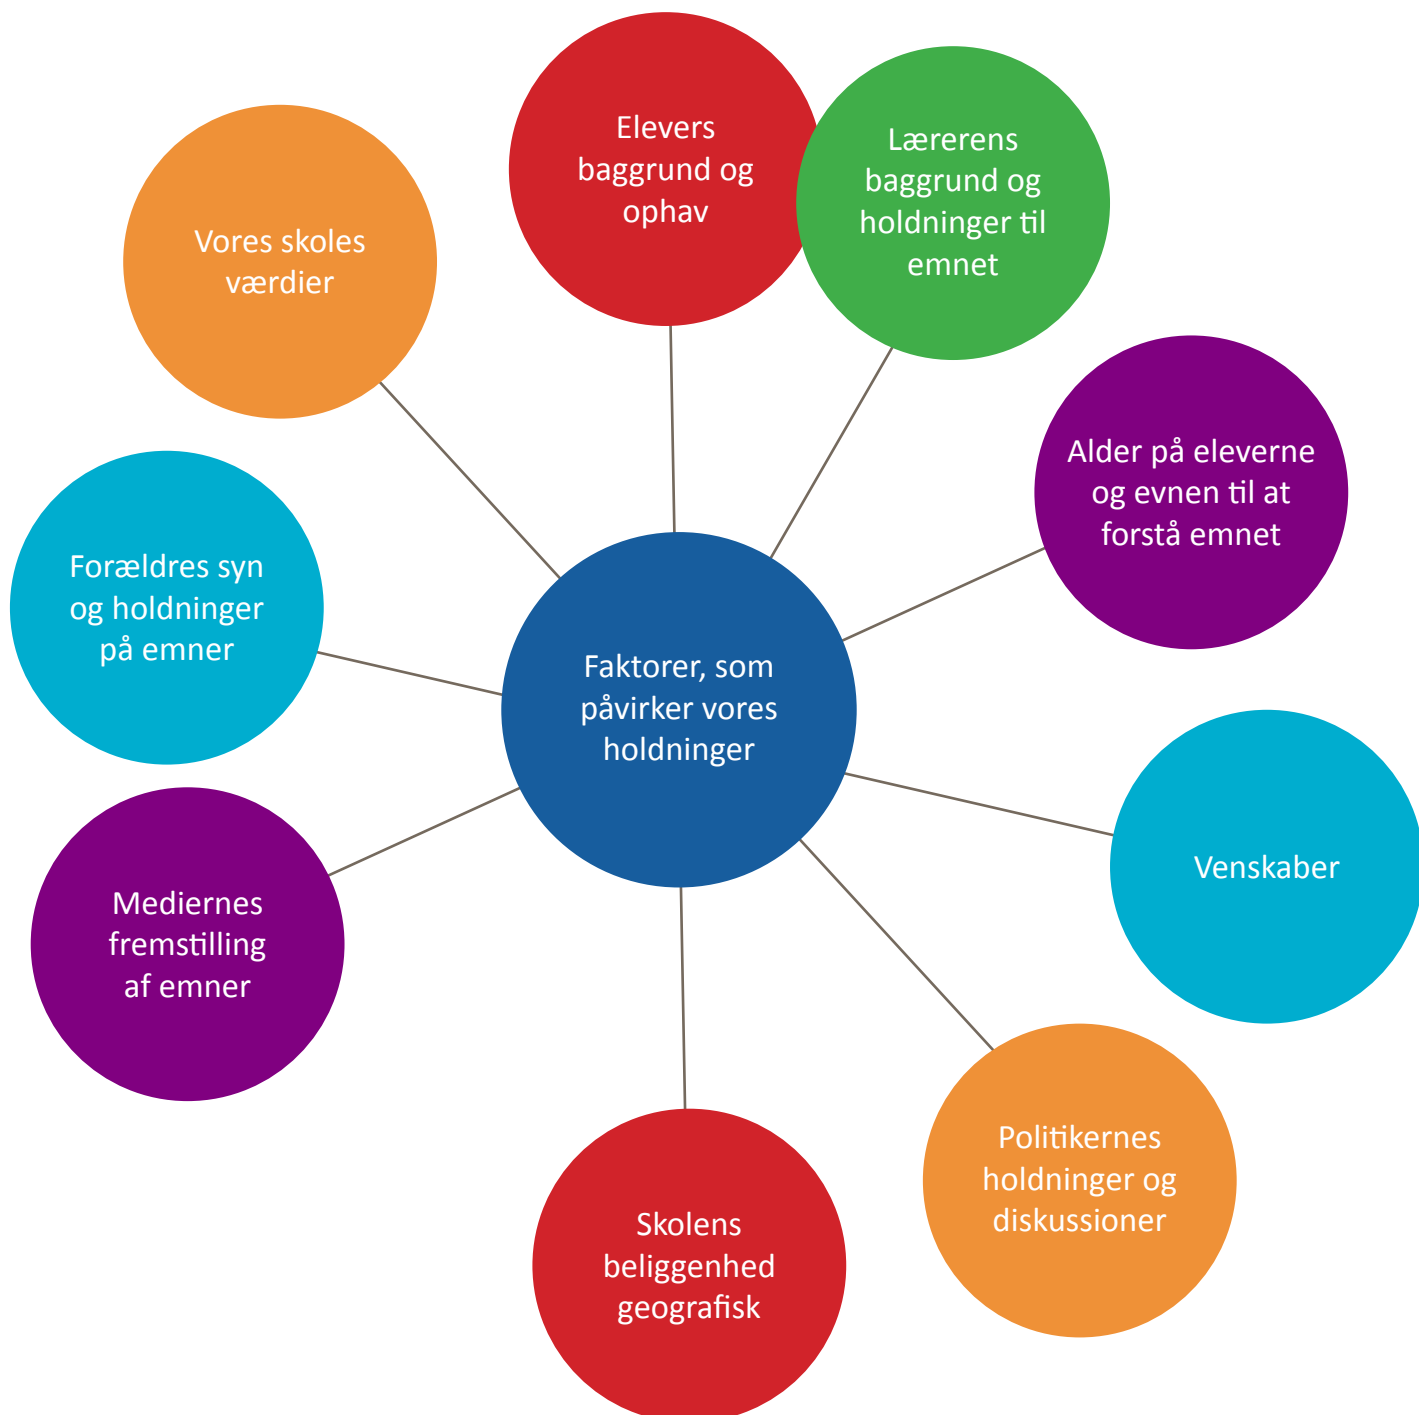 Elevers
baggrund og
ophav
Lærerens
baggrund og
holdninger til
emnet
Vores skoles
værdier
Alder på eleverne
og evnen til at
forstå emnet
Forældres syn
og holdninger
på emner
Faktorer, som
påvirker vores
holdninger
Venskaber
Mediernes
fremstilling
af emner
Politikernes
holdninger og
diskussioner
Skolens
beliggenhed
geografisk